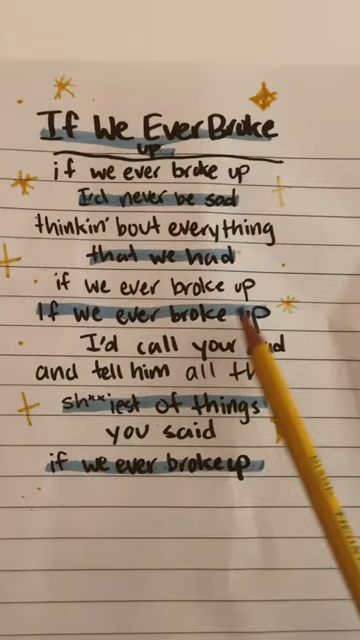 If We Ever Broke
up
if we ever broke up
I'd never be sad
thinkin' bout everything
that we had
if we ever broke up
If we ever broke up
I'd call your
and tell him all
sh**iest of things
you said
if we ever broke up